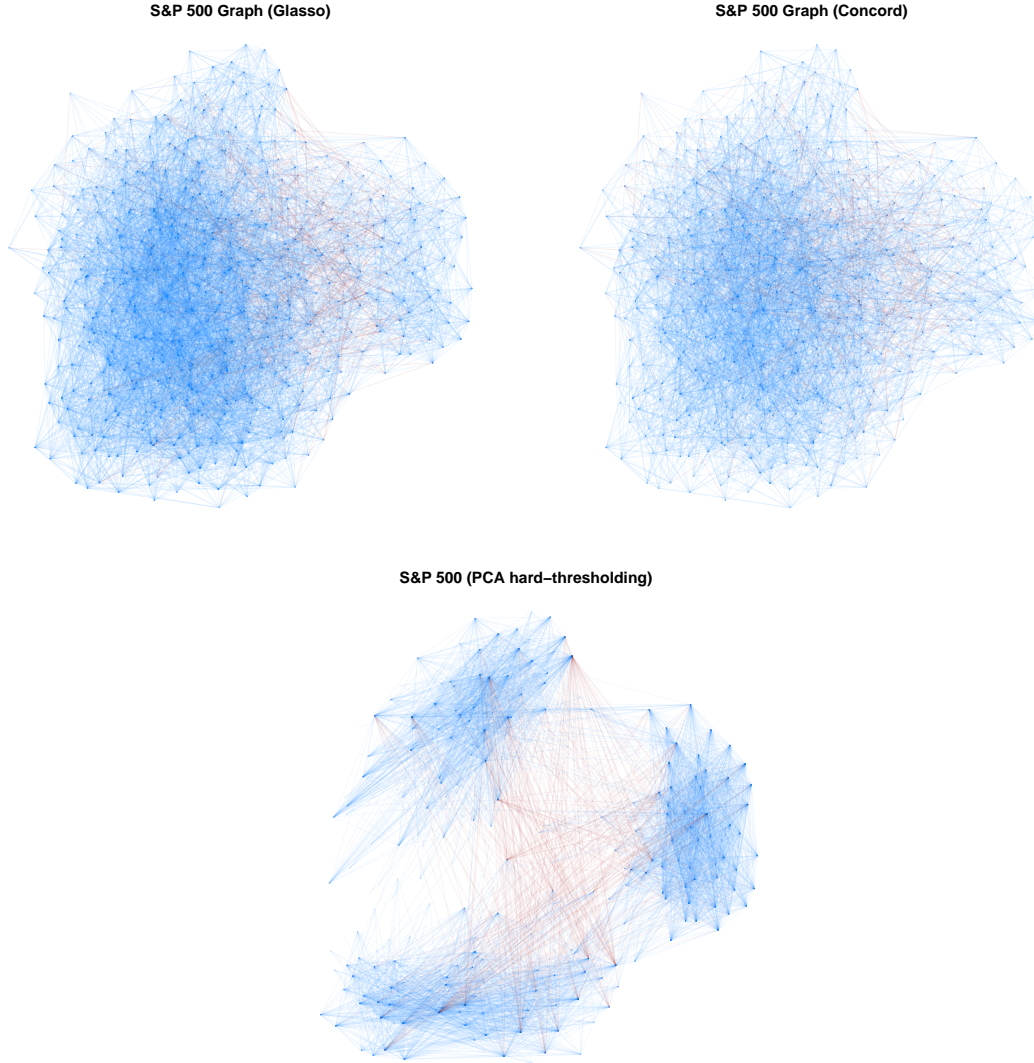 S&P 500 Graph (Glasso)
S&P 500 Graph (Concord)
S&P 500 (PCA hard−thresholding)